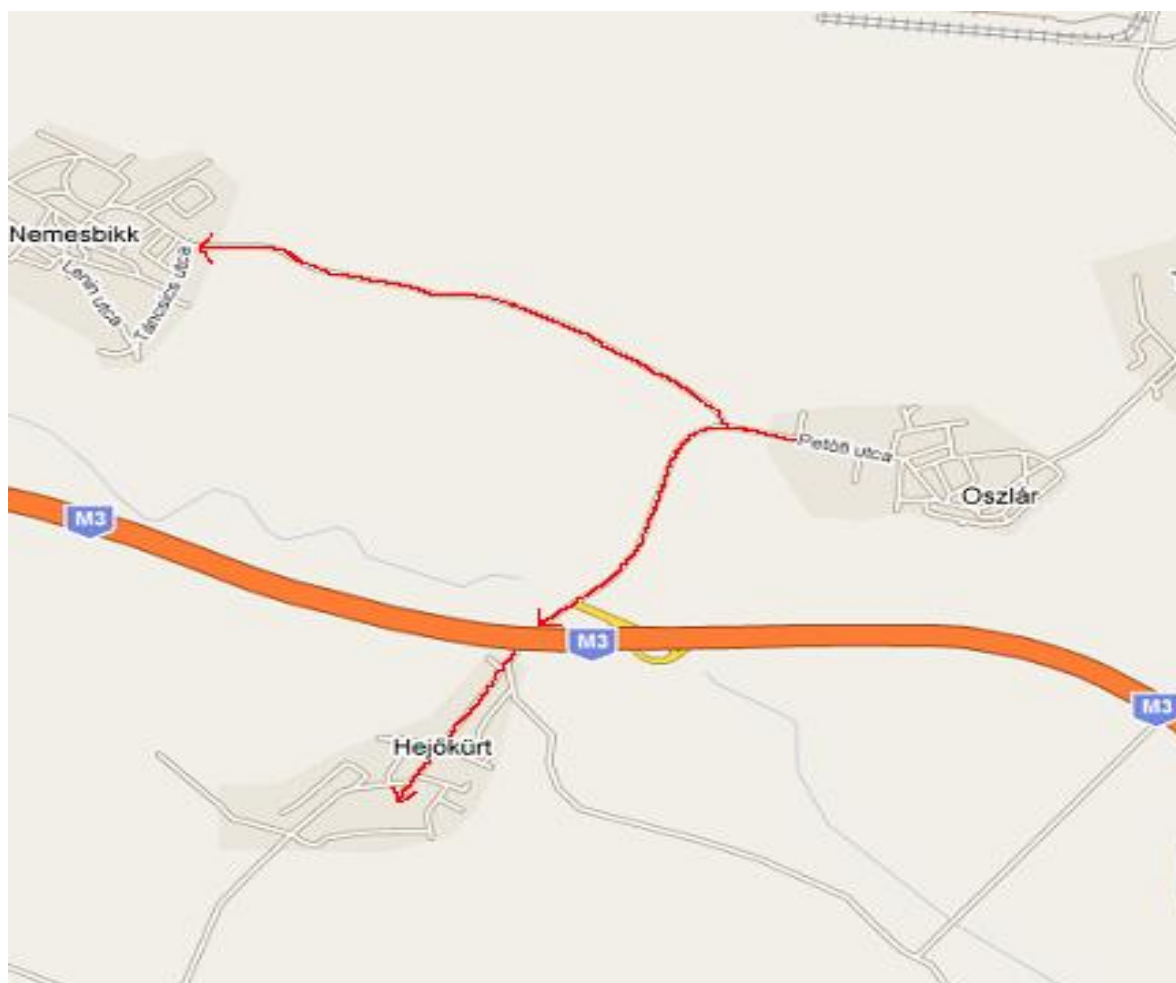 Nemesbikk
Lenin utca
Táncsics utca
Petőfi utca
Oszlár
M3
M3
M3
Hejőkürt